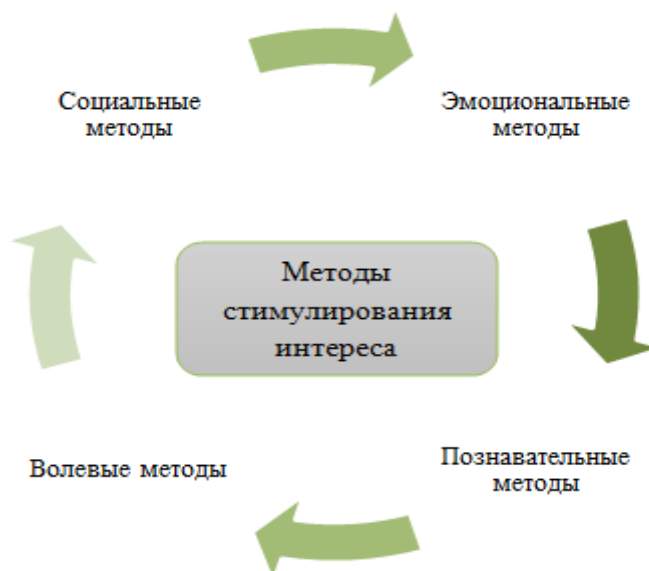 Социальные
методы
Эмоциональные
методы
Методы
стимулирования
интереса
Волевые методы
Познавательные
методы